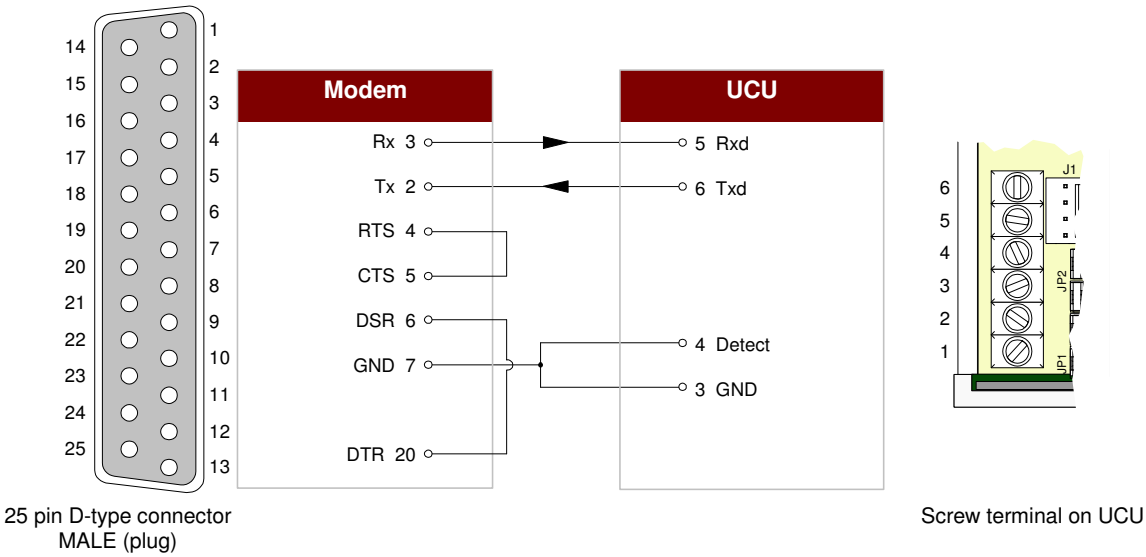 1
14
2
15
3
16
4
17
5
18
6
19
7
20
8
21
9
22
10
23
11
24
12
25
13
25 pin D-type connector
MALE (plug)
Modem
Rx 3
Tx 2
RTS 4
CTS 5
DSR 6
GND 7
DTR 20
UCU
5 Rxd
6 Txd
4 Detect
3 GND
J1
6
5
4
3
JP2
2
1
JP1
Screw terminal on UCU